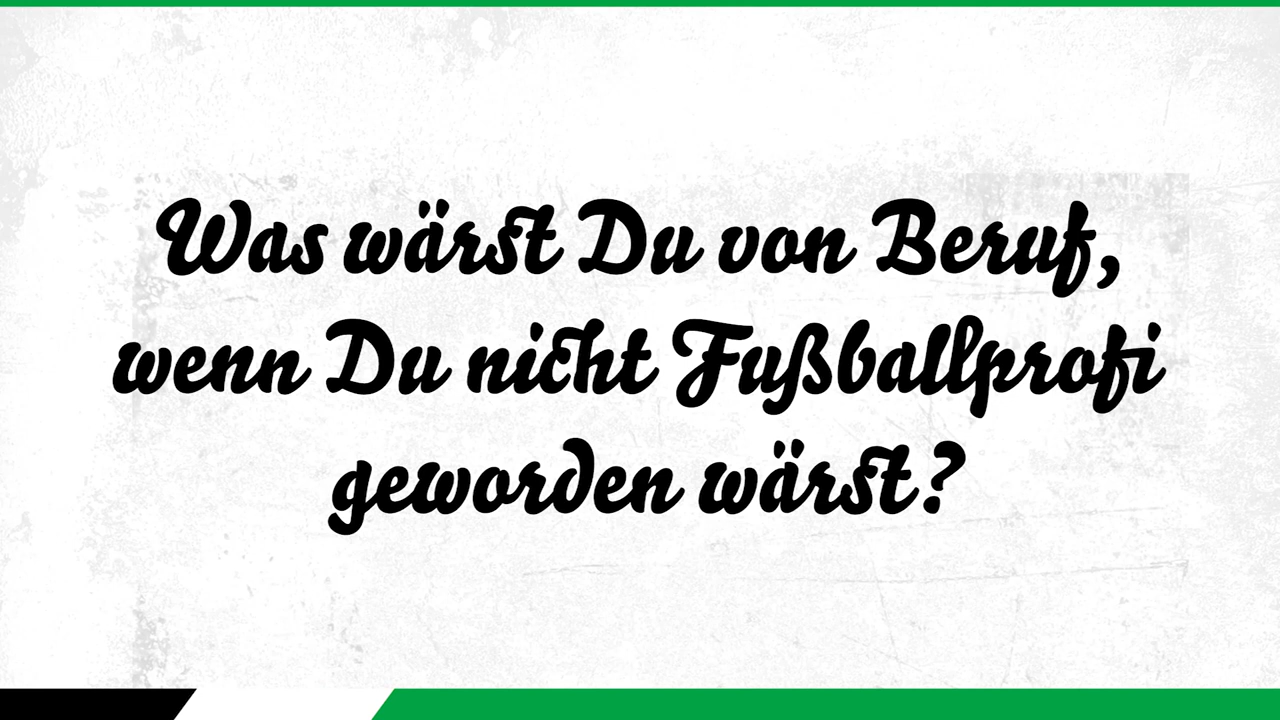 Was wärst Du von Beruf,
wenn Du nicht Fußballprofi
geworden wärst?